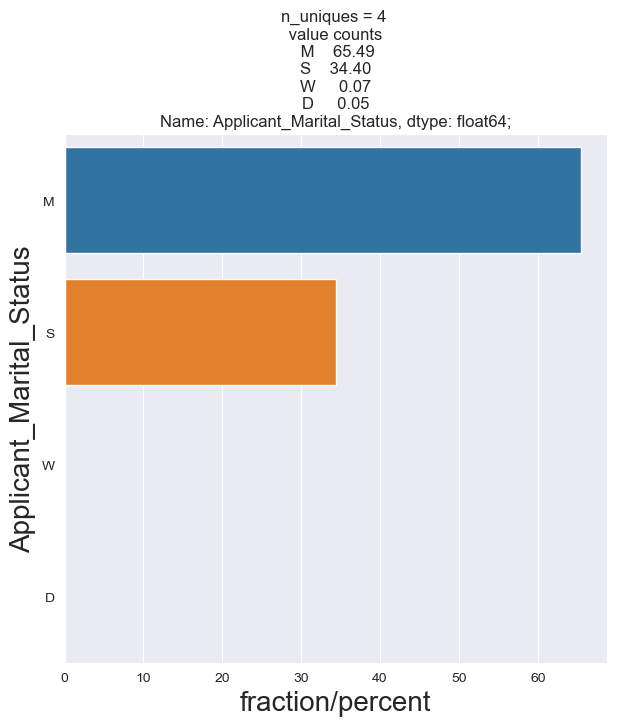 n_uniques = 4
value counts
M    65.49
S    34.40
W     0.07
D     0.05
Name: Applicant_Marital_Status, dtype: float64;
Applicant_Marital_Status
M
S
W
D
0 10 20 30 40 50 60
fraction/percent